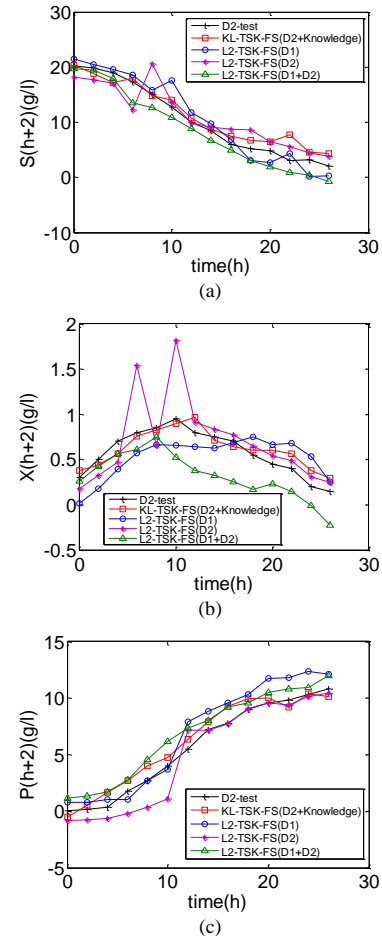 30
20
10
0
-10
S(h+2)(g/l)
D2-test
KL-TSK-FS(D2+Knowledge)
L2-TSK-FS(D1)
L2-TSK-FS(D2)
L2-TSK-FS(D1+D2)
0 10 20 30
time(h)
(a)
2
1.5
1
0.5
0
-0.5
X(h+2)(g/l)
D2-test
KL-TSK-FS(D2+Knowledge)
L2-TSK-FS(D1)
L2-TSK-FS(D2)
L2-TSK-FS(D1+D2)
0 10 20 30
time(h)
(b)
15
10
5
0
-5
P(h+2)(g/l)
D2-test
KL-TSK-FS(D2+Knowledge)
L2-TSK-FS(D1)
L2-TSK-FS(D2)
L2-TSK-FS(D1+D2)
0 10 20 30
time(h)
(c)